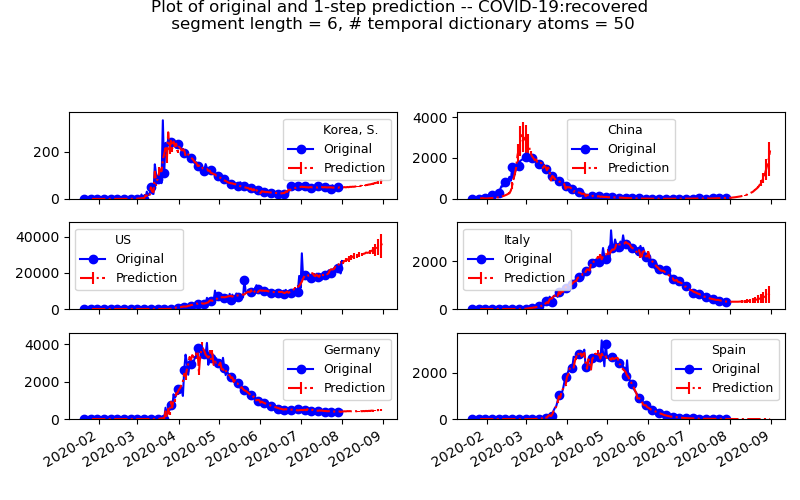 Plot of original and 1-step prediction -- COVID-19:recovered
segment length = 6, # temporal dictionary atoms = 50
200
0
Korea, S.
Original
Prediction
4000
2000
0
China
Original
Prediction
40000
20000
0
US
Original
Prediction
2000
0
Italy
Original
Prediction
4000
2000
0
Germany
Original
Prediction
2000
0
Spain
Original
Prediction
2020-02 2020-03 2020-04 2020-05 2020-06 2020-07 2020-08 2020-09
2020-02 2020-03 2020-04 2020-05 2020-06 2020-07 2020-08 2020-09